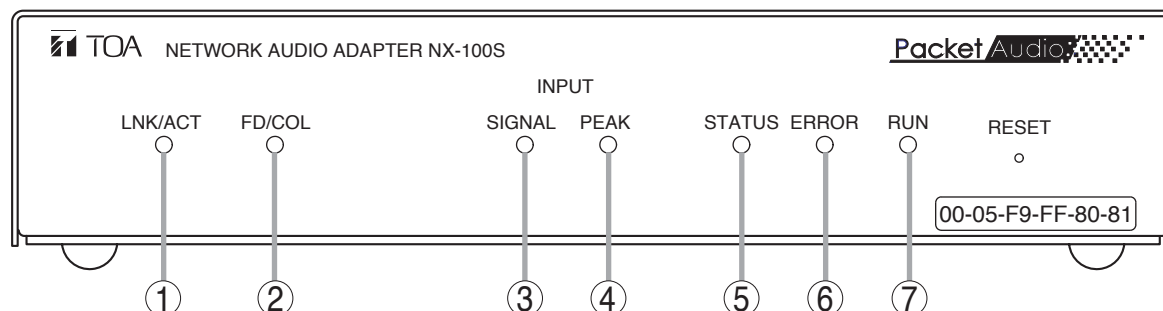 TOA NETWORK AUDIO ADAPTER NX-100S
Packet Audio
INPUT
LNK/ACT FD/COL SIGNAL PEAK STATUS ERROR RUN RESET
00-05-F9-FF-80-81
1 2 3 4 5 6 7